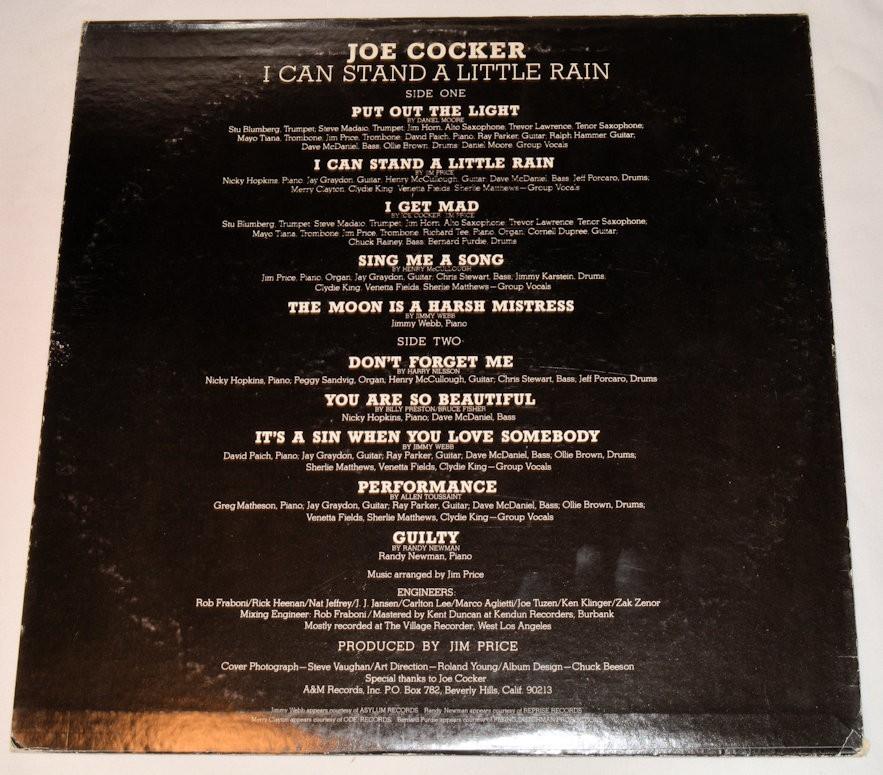 JOE COCKER
I CAN STAND A LITTLE RAIN
SIDE ONE
PUT OUT THE LIGHT
BY DANIEL MOORE
Stu Blumberg, Trumpet; Steve Madaio, Trumpet; Jim Horn, Alto Saxophone; Trevor Lawrence, Tenor Saxophone;
Mayo Tiana, Trombone; Jim Price, Trombone; David Paich, Piano; Ray Parker, Guitar; Ralph Hammer, Guitar;
Dave McDaniel, Bass; Ollie Brown, Drums; Daniel Moore, Group Vocals
I CAN STAND A LITTLE RAIN
BY JIM PRICE
Nicky Hopkins, Piano; Jay Graydon, Guitar; Henry McCullough, Guitar; Dave McDaniel, Bass; Jeff Porcaro, Drums;
Merry Clayton, Clydie King, Venetta Fields, Sherlie Matthews—Group Vocals
I GET MAD
BY JOE COCKER/JIM PRICE
Stu Blumberg, Trumpet; Steve Madaio, Trumpet; Jim Horn, Alto Saxophone; Trevor Lawrence, Tenor Saxophone;
Mayo Tiana, Trombone; Jim Price, Trombone; Richard Tee, Piano, Organ; Cornell Dupree, Guitar;
Chuck Rainey, Bass; Bernard Purdie, Drums
SING ME A SONG
BY HENRY McCULLOUGH
Jim Price, Piano, Organ; Jay Graydon, Guitar; Chris Stewart, Bass; Jimmy Karstein, Drums;
Clydie King, Venetta Fields, Sherlie Matthews—Group Vocals
THE MOON IS A HARSH MISTRESS
BY JIMMY WEBB
Jimmy Webb, Piano
SIDE TWO
DON'T FORGET ME
BY HARRY NILSSON
Nicky Hopkins, Piano; Peggy Sandvig, Organ; Henry McCullough, Guitar; Chris Stewart, Bass; Jeff Porcaro, Drums
YOU ARE SO BEAUTIFUL
BY BILLY PRESTON/BRUCE FISHER
Nicky Hopkins, Piano; Dave McDaniel, Bass
IT'S A SIN WHEN YOU LOVE SOMEBODY
BY JIMMY WEBB
David Paich, Piano; Jay Graydon, Guitar; Ray Parker, Guitar; Dave McDaniel, Bass; Ollie Brown, Drums;
Sherlie Matthews, Venetta Fields, Clydie King—Group Vocals
PERFORMANCE
BY ALLEN TOUSSAINT
Greg Matheson, Piano; Jay Graydon, Guitar; Ray Parker, Guitar; Dave McDaniel, Bass; Ollie Brown, Drums;
Venetta Fields, Sherlie Matthews, Clydie King—Group Vocals
GUILTY
BY RANDY NEWMAN
Randy Newman, Piano
Music arranged by Jim Price
ENGINEERS:
Rob Fraboni/Rick Heenan/Nat Jeffrey/J. J. Jansen/Carlton Lee/Marco Aglietti/Joe Tuzen/Ken Klinger/Zak Zenor
Mixing Engineer: Rob Fraboni/Mastered by Kent Duncan at Kendun Recorders, Burbank
Mostly recorded at The Village Recorder, West Los Angeles
PRODUCED BY JIM PRICE
Cover Photograph—Steve Vaughan/Art Direction—Roland Young/Album Design—Chuck Beeson
Special thanks to Joe Cocker
A&M Records, Inc. P.O. Box 782, Beverly Hills, Calif. 90213
Jimmy Webb appears courtesy of ASYLUM RECORDS Randy Newman appears courtesy of REPRISE RECORDS
Merry Clayton appears courtesy of ODE RECORDS Bernard Purdie appears courtesy of FLYING DUTCHMAN PRODUCTIONS